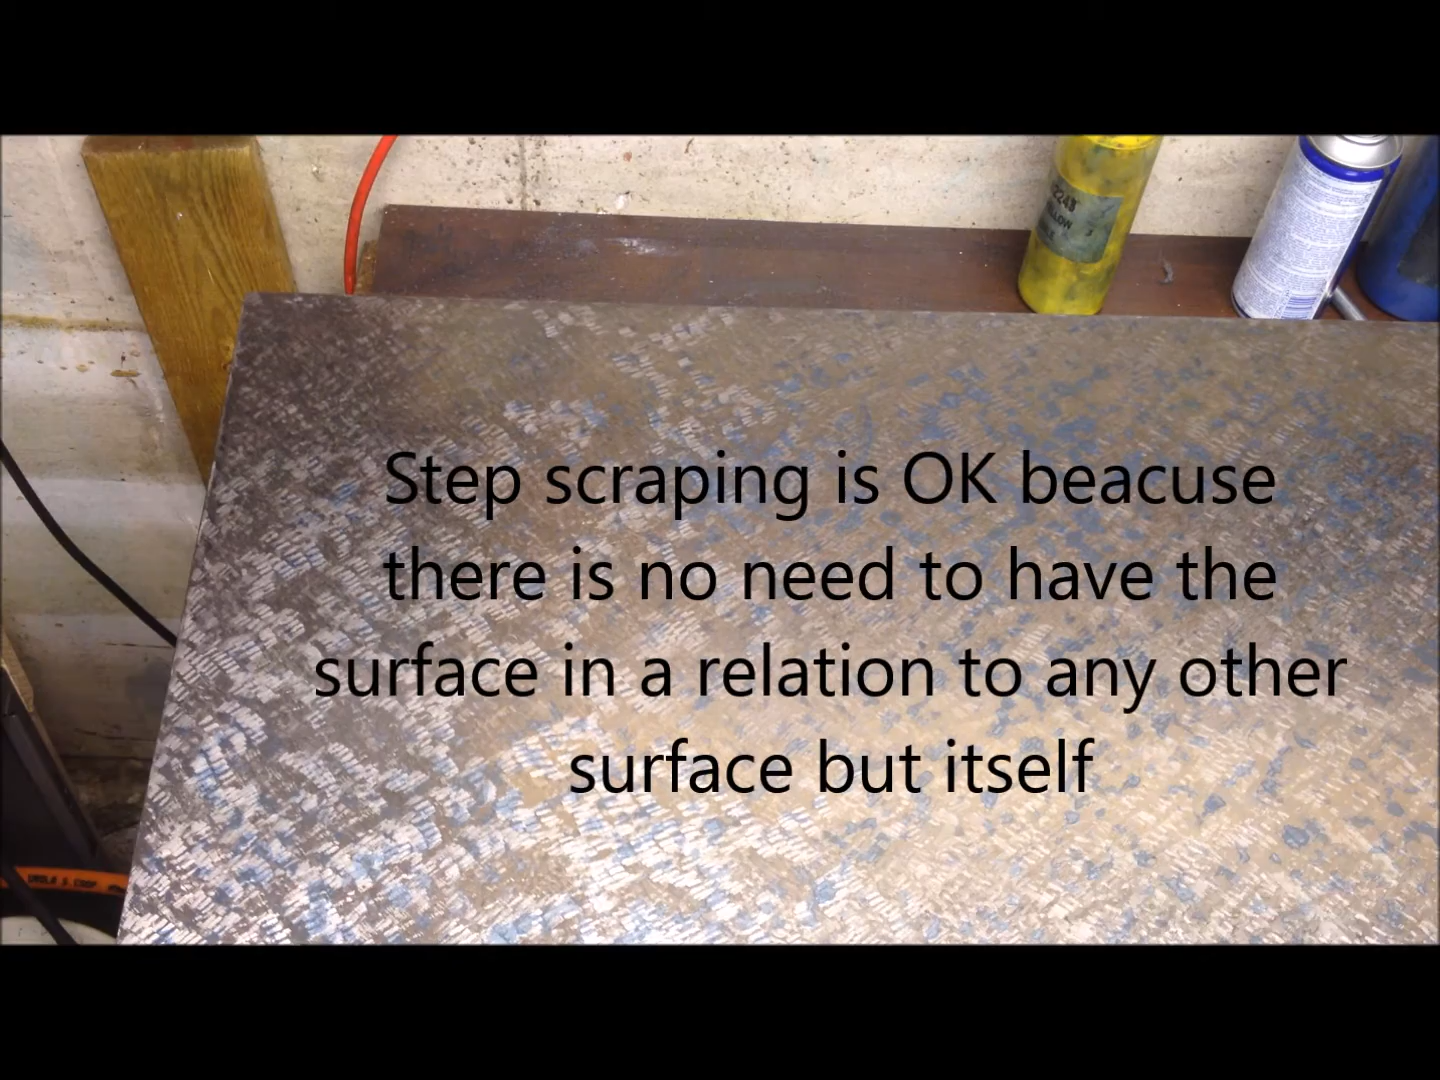 Step scraping is OK beacuse
there is no need to have the
surface in a relation to any other
surface but itself
2243